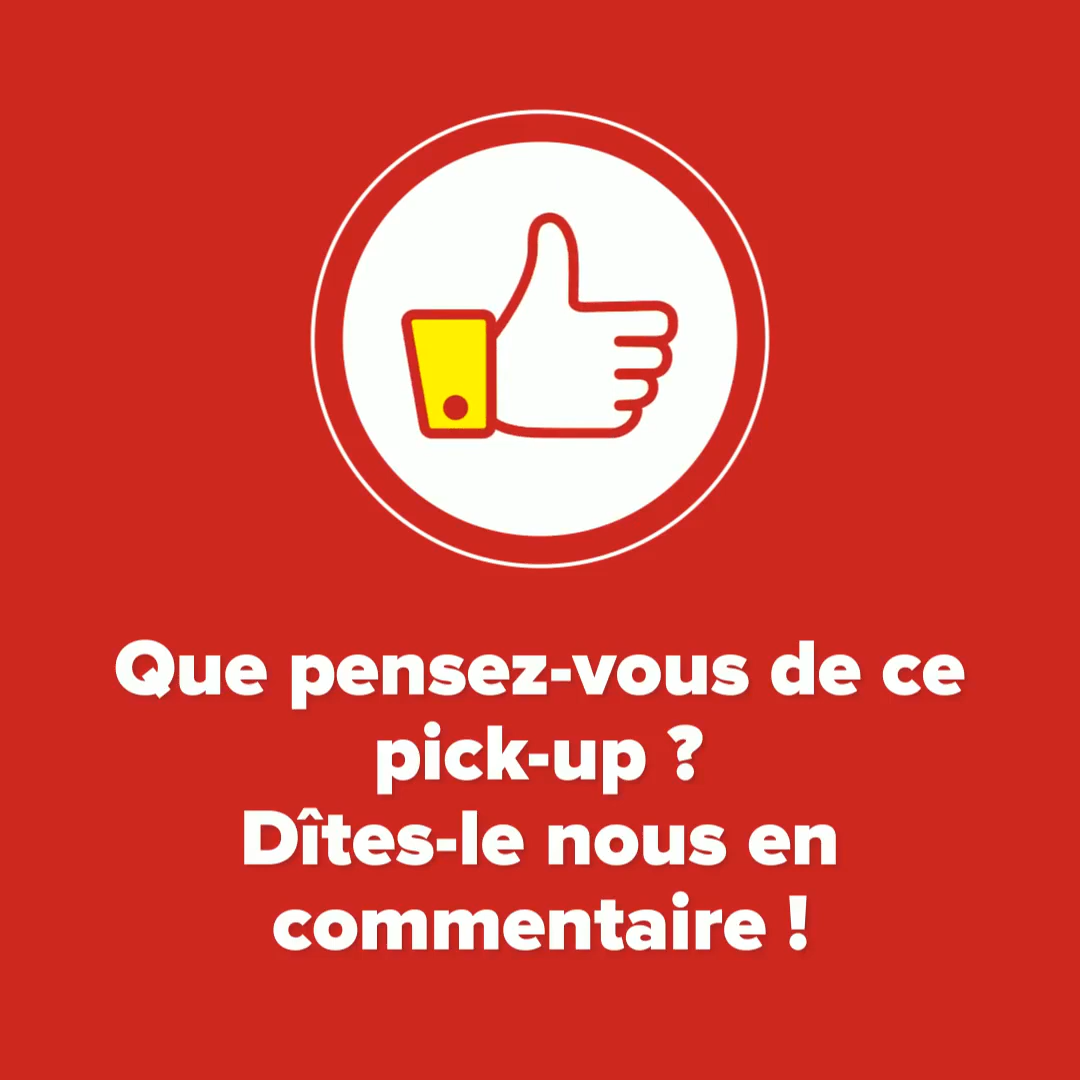 Que pensez-vous de ce
pick-up ?
Dîtes-le nous en
commentaire !